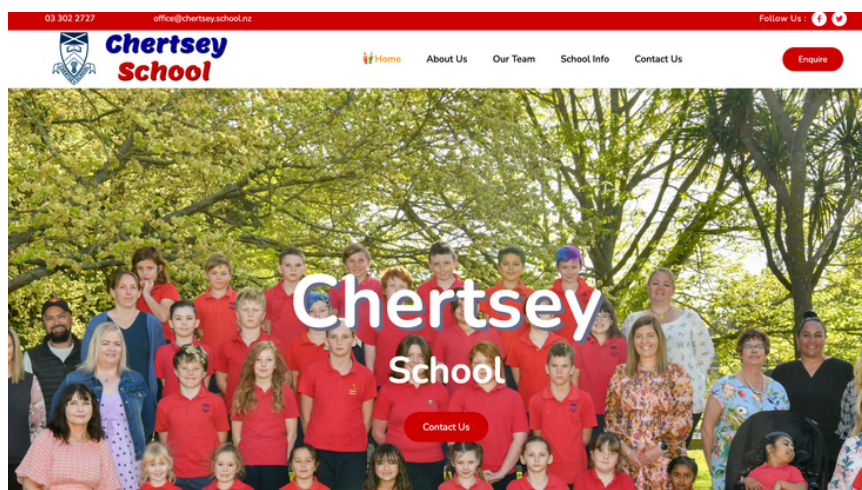 03 302 2727 office@chertsey.school.nz Follow Us :
Chertsey
School
Home About Us Our Team School Info Contact Us Enquire
Chertsey
School
Contact Us